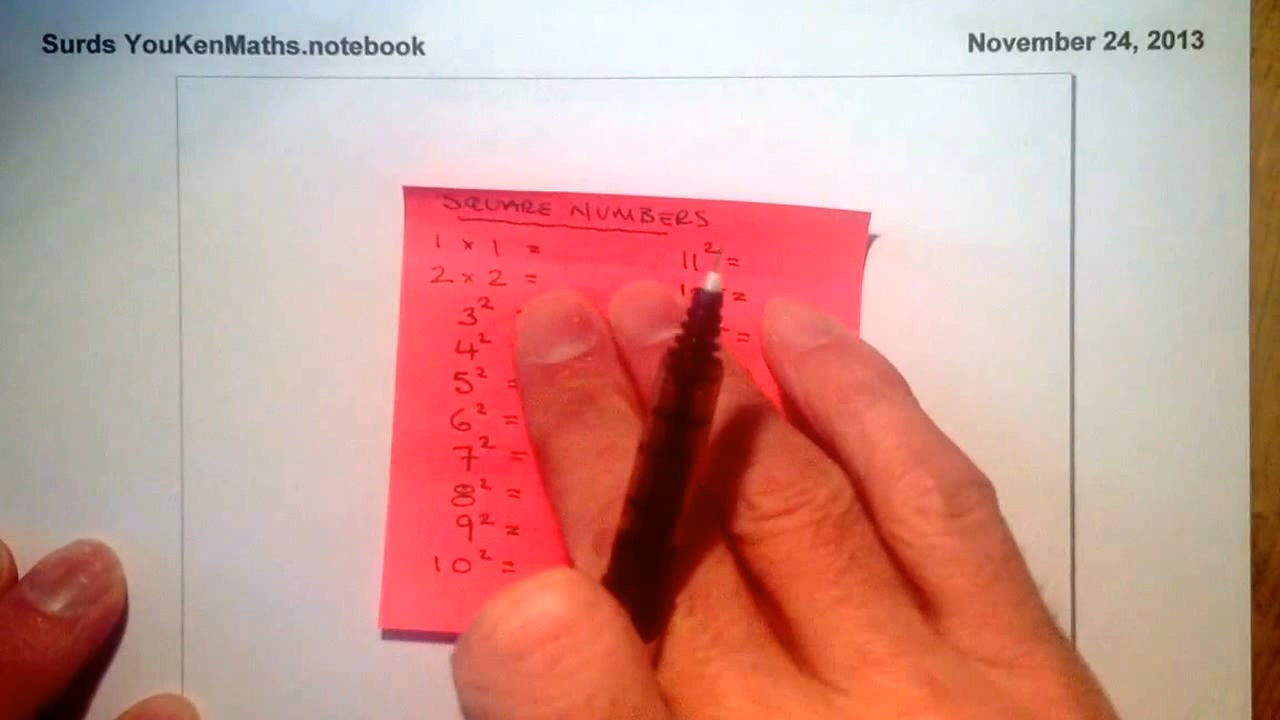 Surds YouKenMaths.notebook
November 24, 2013
SQUARE NUMBERS
1 × 1 =
2 × 2 =
3²
4²
5² =
6² =
7² =
8² =
9² =
10² =
11² =
=
=